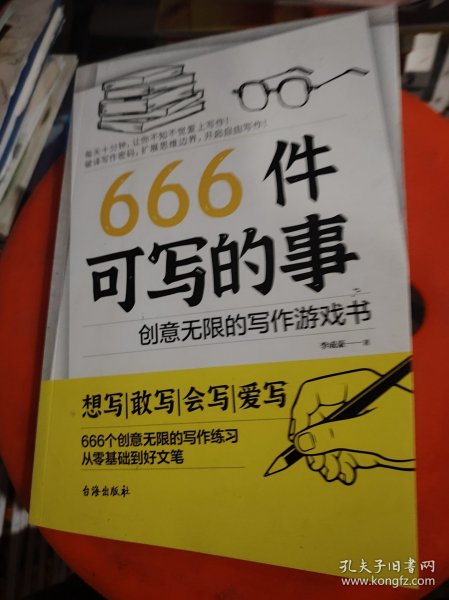 每天十分钟，让你不知不觉爱上写作！
破译写作密码，扩展思维边界，开启自由写作！
666件
可写的事
创意无限的写作游戏书
李成蹊——著
想写|敢写|会写|爱写
666个创意无限的写作练习
从零基础到好文笔
台海出版社
孔夫子旧书网
www.kongfz.com